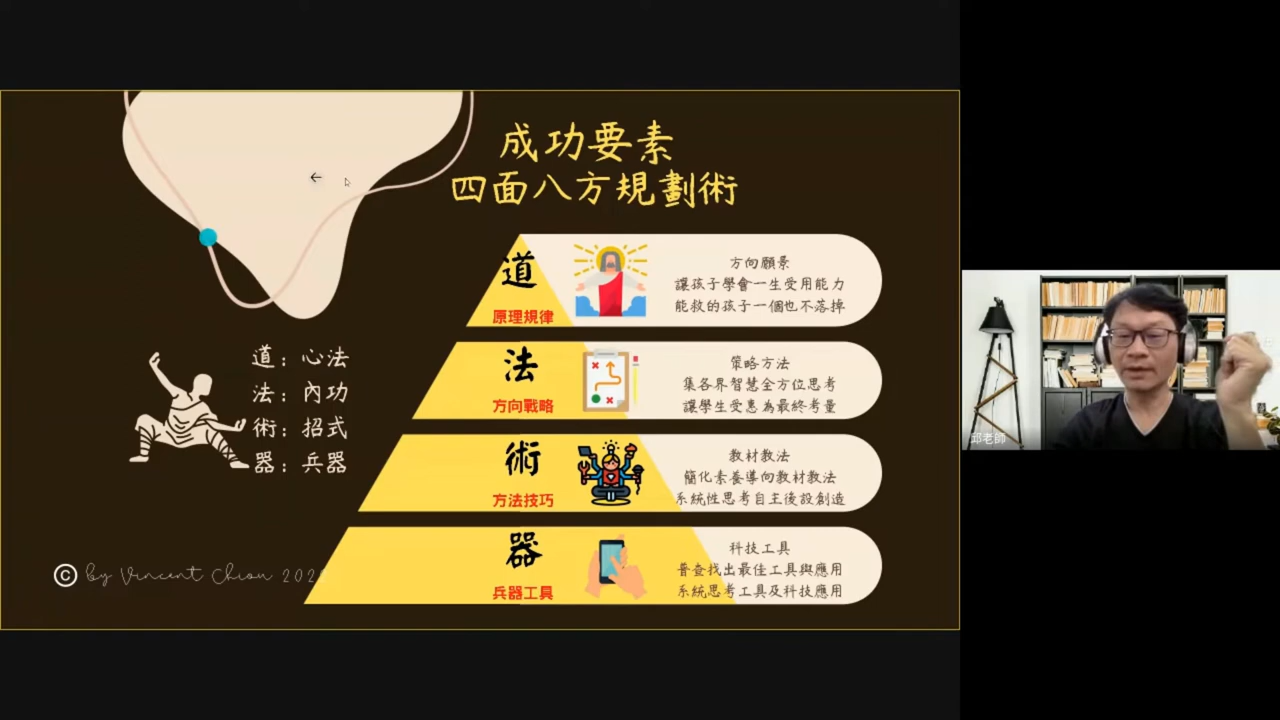 成功要素
四面八方規劃術
道
原理規律
方向願景
讓孩子學會一生受用能力
能救的孩子一個也不落掉
法
方向戰略
策略方法
集各界智慧全方位思考
讓學生受惠為最終考量
術
方法技巧
教材教法
簡化素養導向教材教法
系統性思考自主後設創造
器
兵器工具
科技工具
普查找出最佳工具與應用
系統思考工具及科技應用
道：心法
法：內功
術：招式
器：兵器
© by Vincent Chiou
邱老師